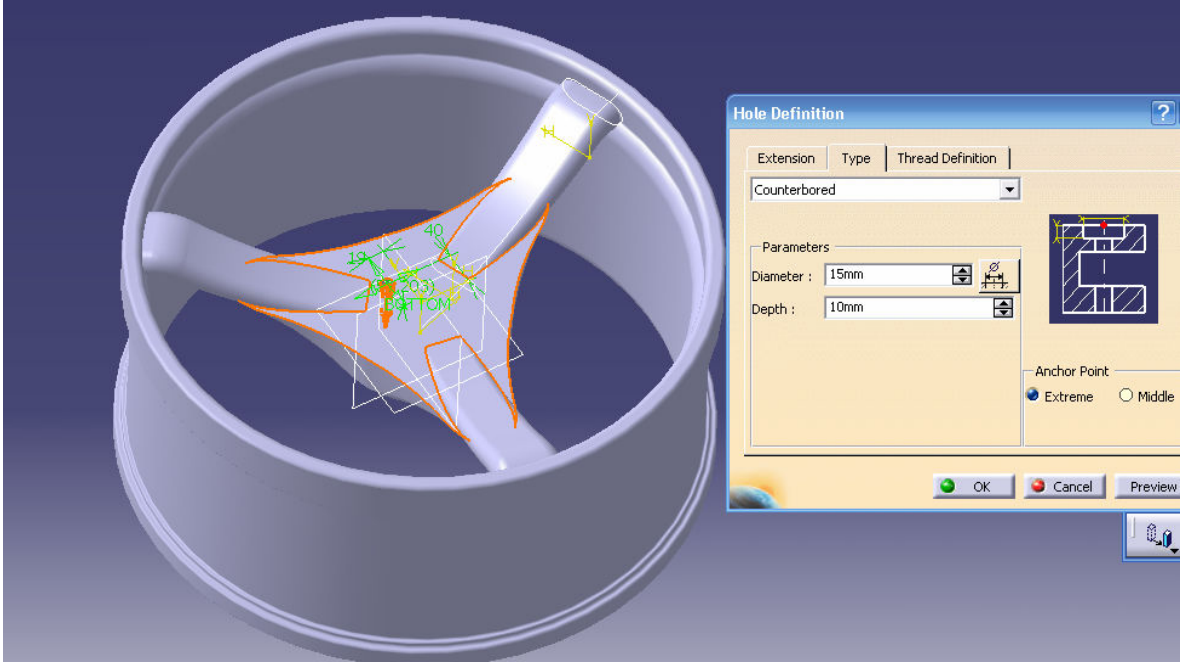 Hole Definition
?
Extension Type Thread Definition
Counterbored
Parameters
Diameter : 15mm
Depth : 10mm
Anchor Point
Extreme Middle
OK Cancel Preview
40
19
BOTTOM